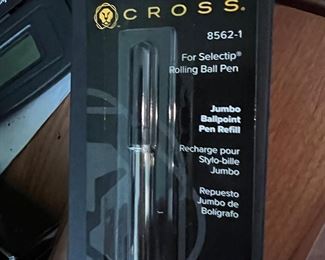 CROSS®
8562-1
For Selectip®
Rolling Ball Pen
Jumbo
Ballpoint
Pen Refill
Recharge pour
Stylo-bille
Jumbo
Repuesto
Jumbo de
Bolígrafo